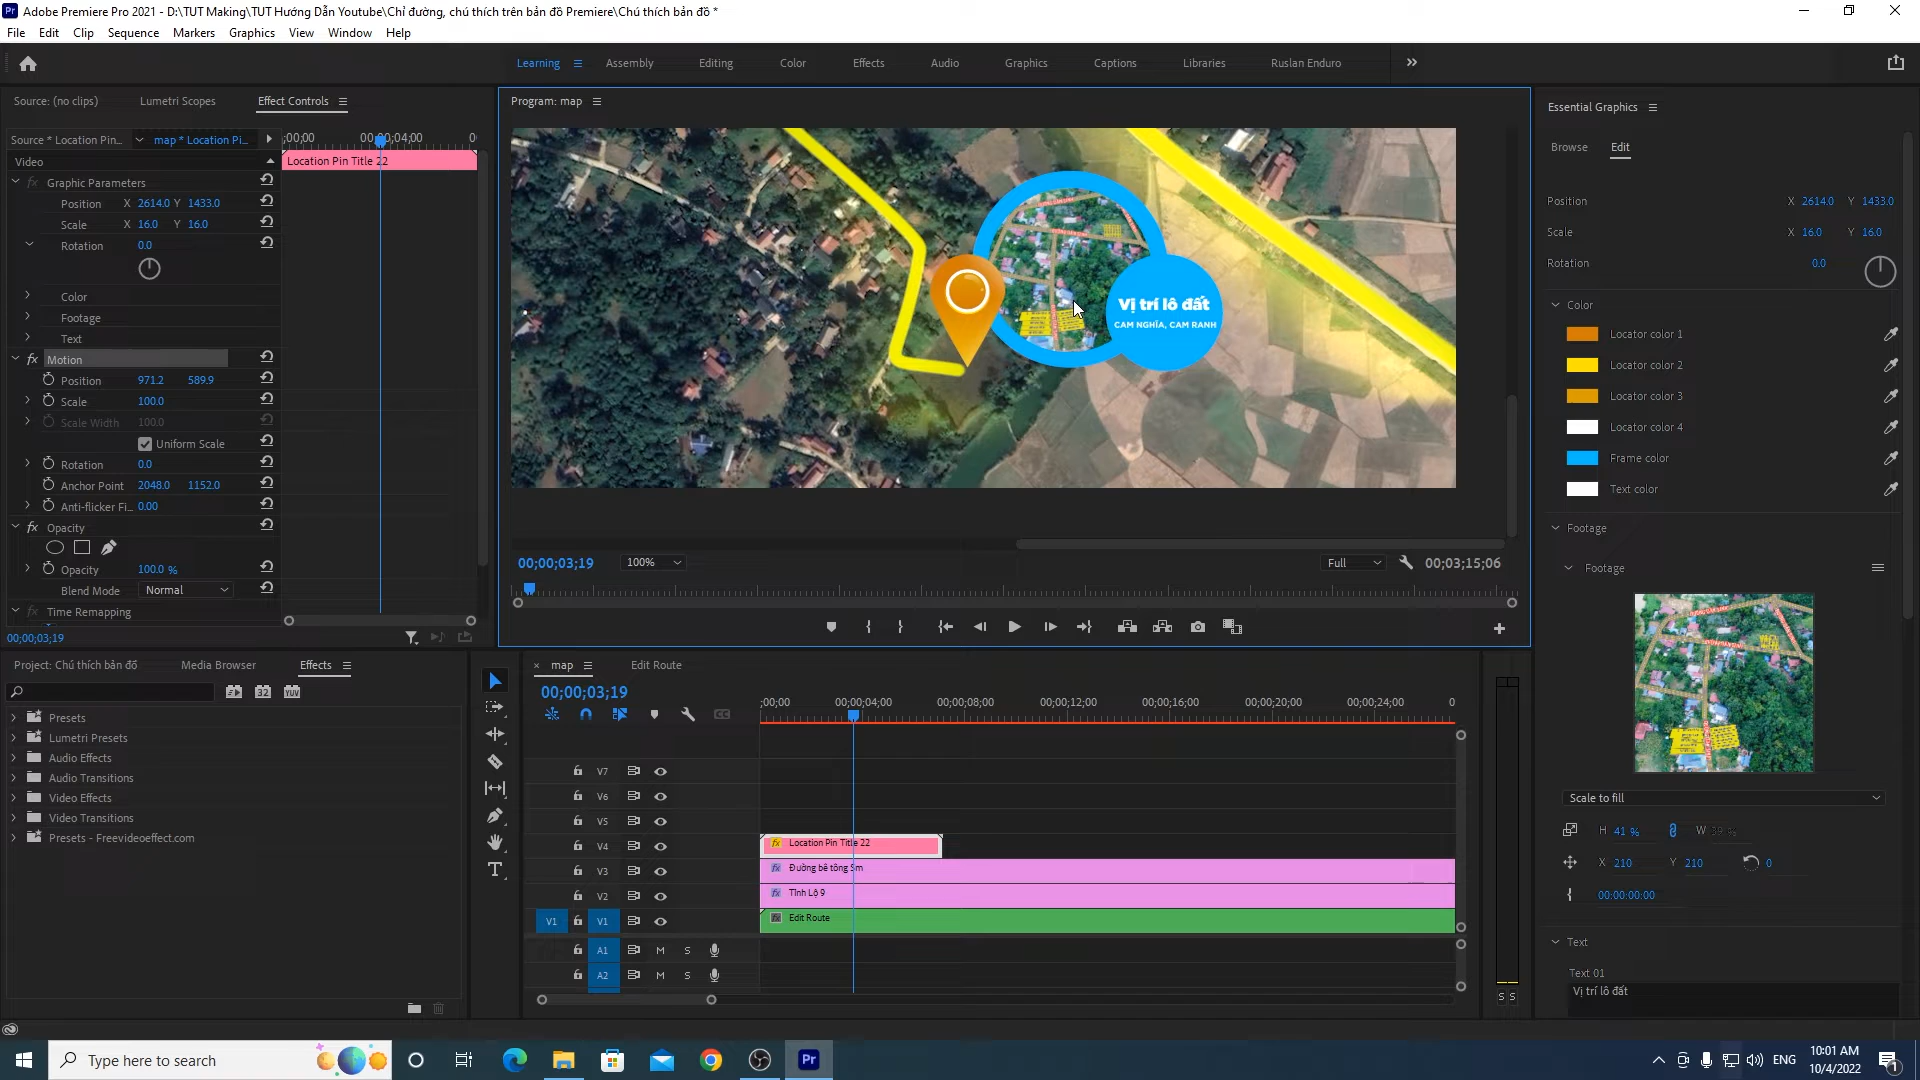 Adobe Premiere Pro 2021 - D:\TUT Making\TUT Hướng Dẫn Youtube\Chỉ đường, chú thích trên bản đồ Premiere\Chú thích bản đồ *
File Edit Clip Sequence Markers Graphics View Window Help
Learning Assembly Editing Color Effects Audio Graphics Captions Libraries Ruslan Enduro
Source: (no clips) Lumetri Scopes Effect Controls
Source * Location Pin... map * Location Pi...
;00;00 00;00;04;00 0
Video
Location Pin Title 22
Graphic Parameters
Position X 2614.0 Y 1433.0
Scale X 16.0 Y 16.0
Rotation 0.0
Color
Footage
Text
fx Motion
Position 971.2 589.9
Scale 100.0
Scale Width 100.0
Uniform Scale
Rotation 0.0
Anchor Point 2048.0 1152.0
Anti-flicker Fi... 0.00
fx Opacity
Opacity 100.0 %
Blend Mode Normal
Time Remapping
00;00;03;19
Program: map
Vị trí lô đất
CAM NGHĨA, CAM RANH
00;00;03;19 100% Full 00;03;15;06
Essential Graphics
Browse Edit
Position X 2614.0 Y 1433.0
Scale X 16.0 Y 16.0
Rotation 0.0
Color
Locator color 1
Locator color 2
Locator color 3
Locator color 4
Frame color
Text color
Footage
Footage
Scale to fill
H 41 % W 39 %
X 210 Y 210 0
00:00:00:00
Text
Text 01
Vị trí lô đất
Project: Chú thích bản đồ Media Browser Effects
32 YUV
Presets
Lumetri Presets
Audio Effects
Audio Transitions
Video Effects
Video Transitions
Presets - Freevideoeffect.com
× map Edit Route
00;00;03;19
;00;00 00;00;04;00 00;00;08;00 00;00;12;00 00;00;16;00 00;00;20;00 00;00;24;00 0
V7
V6
V5
V4 fx Location Pin Title 22
V3 fx Đường bê tông 5m
V2 fx Tỉnh Lộ 9
V1 V1 fx Edit Route
A1 M S
A2 M S
S S
Type here to search
Pr
ENG
10:01 AM
10/4/2022
1